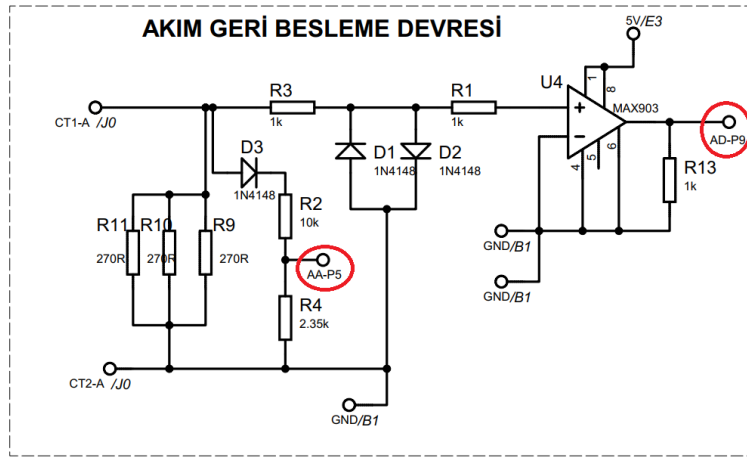 AKIM GERİ BESLEME DEVRESİ
5V/E3
U4
1
8
MAX903
CT1-A /J0
R3
1k
R1
1k
+
−
4
5
6
AD-P9
D3
1N4148
D1
1N4148
D2
1N4148
R13
1k
R2
10k
R11
270R
R10
270R
R9
270R
AA-P5
GND/B1
R4
2.35k
GND/B1
CT2-A /J0
GND/B1